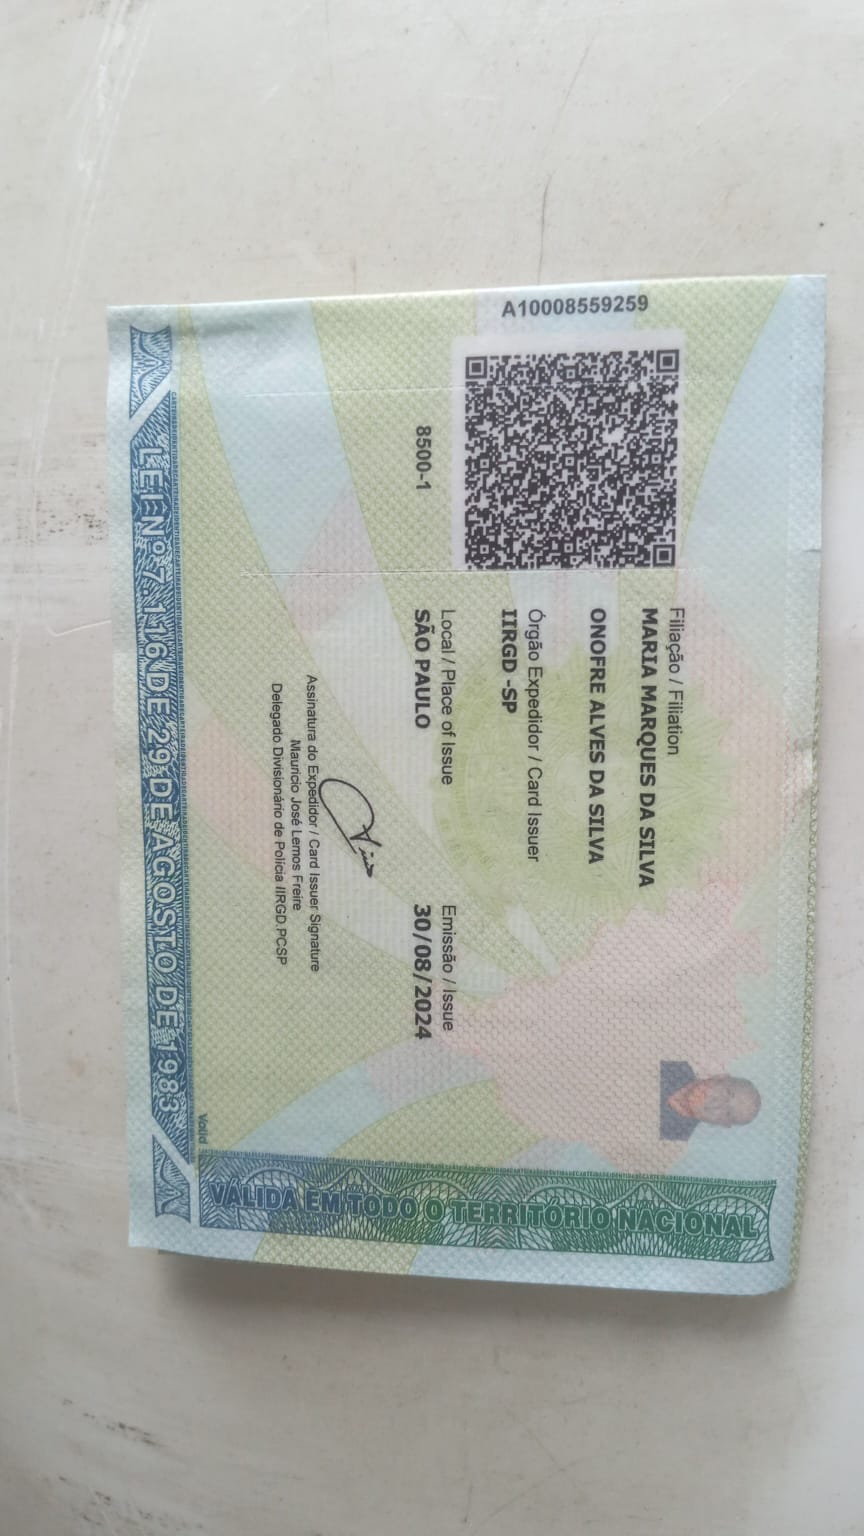 A10008559259
Filiação / Filiation
MARIA MARQUES DA SILVA
ONOFRE ALVES DA SILVA
Órgão Expedidor / Card Issuer
IIRGD -SP
Local / Place of Issue
Emissão / Issue
8500-1
SÃO PAULO
30/08/2024
Assinatura do Expedidor / Card Issuer Signature
Mauricio José Lemos Freire
Delegado Divisionário de Polícia IIRGD.PCSP
Valid
VÁLIDA EM TODO O TERRITÓRIO NACIONAL
LEI Nº 7.116 DE 29 DE AGOSTO DE 1983